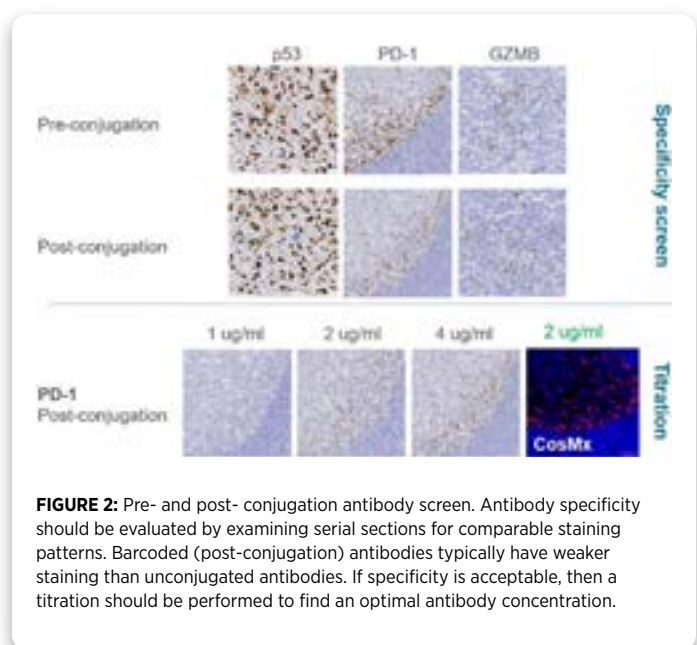 p53 PD-1 GZMB
Pre-conjugation
Post-conjugation
Specificity screen
1 ug/ml 2 ug/ml 4 ug/ml 2 ug/ml
PD-1
Post-conjugation
CosMx
Titration
FIGURE 2: Pre- and post- conjugation antibody screen. Antibody specificity
should be evaluated by examining serial sections for comparable staining
patterns. Barcoded (post-conjugation) antibodies typically have weaker
staining than unconjugated antibodies. If specificity is acceptable, then a
titration should be performed to find an optimal antibody concentration.